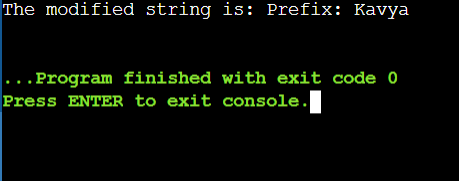 The modified string is: Prefix: Kavya
...Program finished with exit code 0
Press ENTER to exit console.